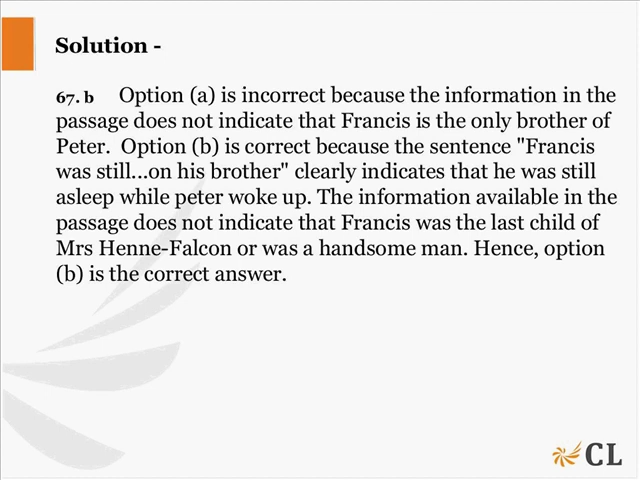 Solution -
67. b Option (a) is incorrect because the information in the
passage does not indicate that Francis is the only brother of
Peter.  Option (b) is correct because the sentence "Francis
was still...on his brother" clearly indicates that he was still
asleep while peter woke up. The information available in the
passage does not indicate that Francis was the last child of
Mrs Henne-Falcon or was a handsome man. Hence, option
(b) is the correct answer.
CL